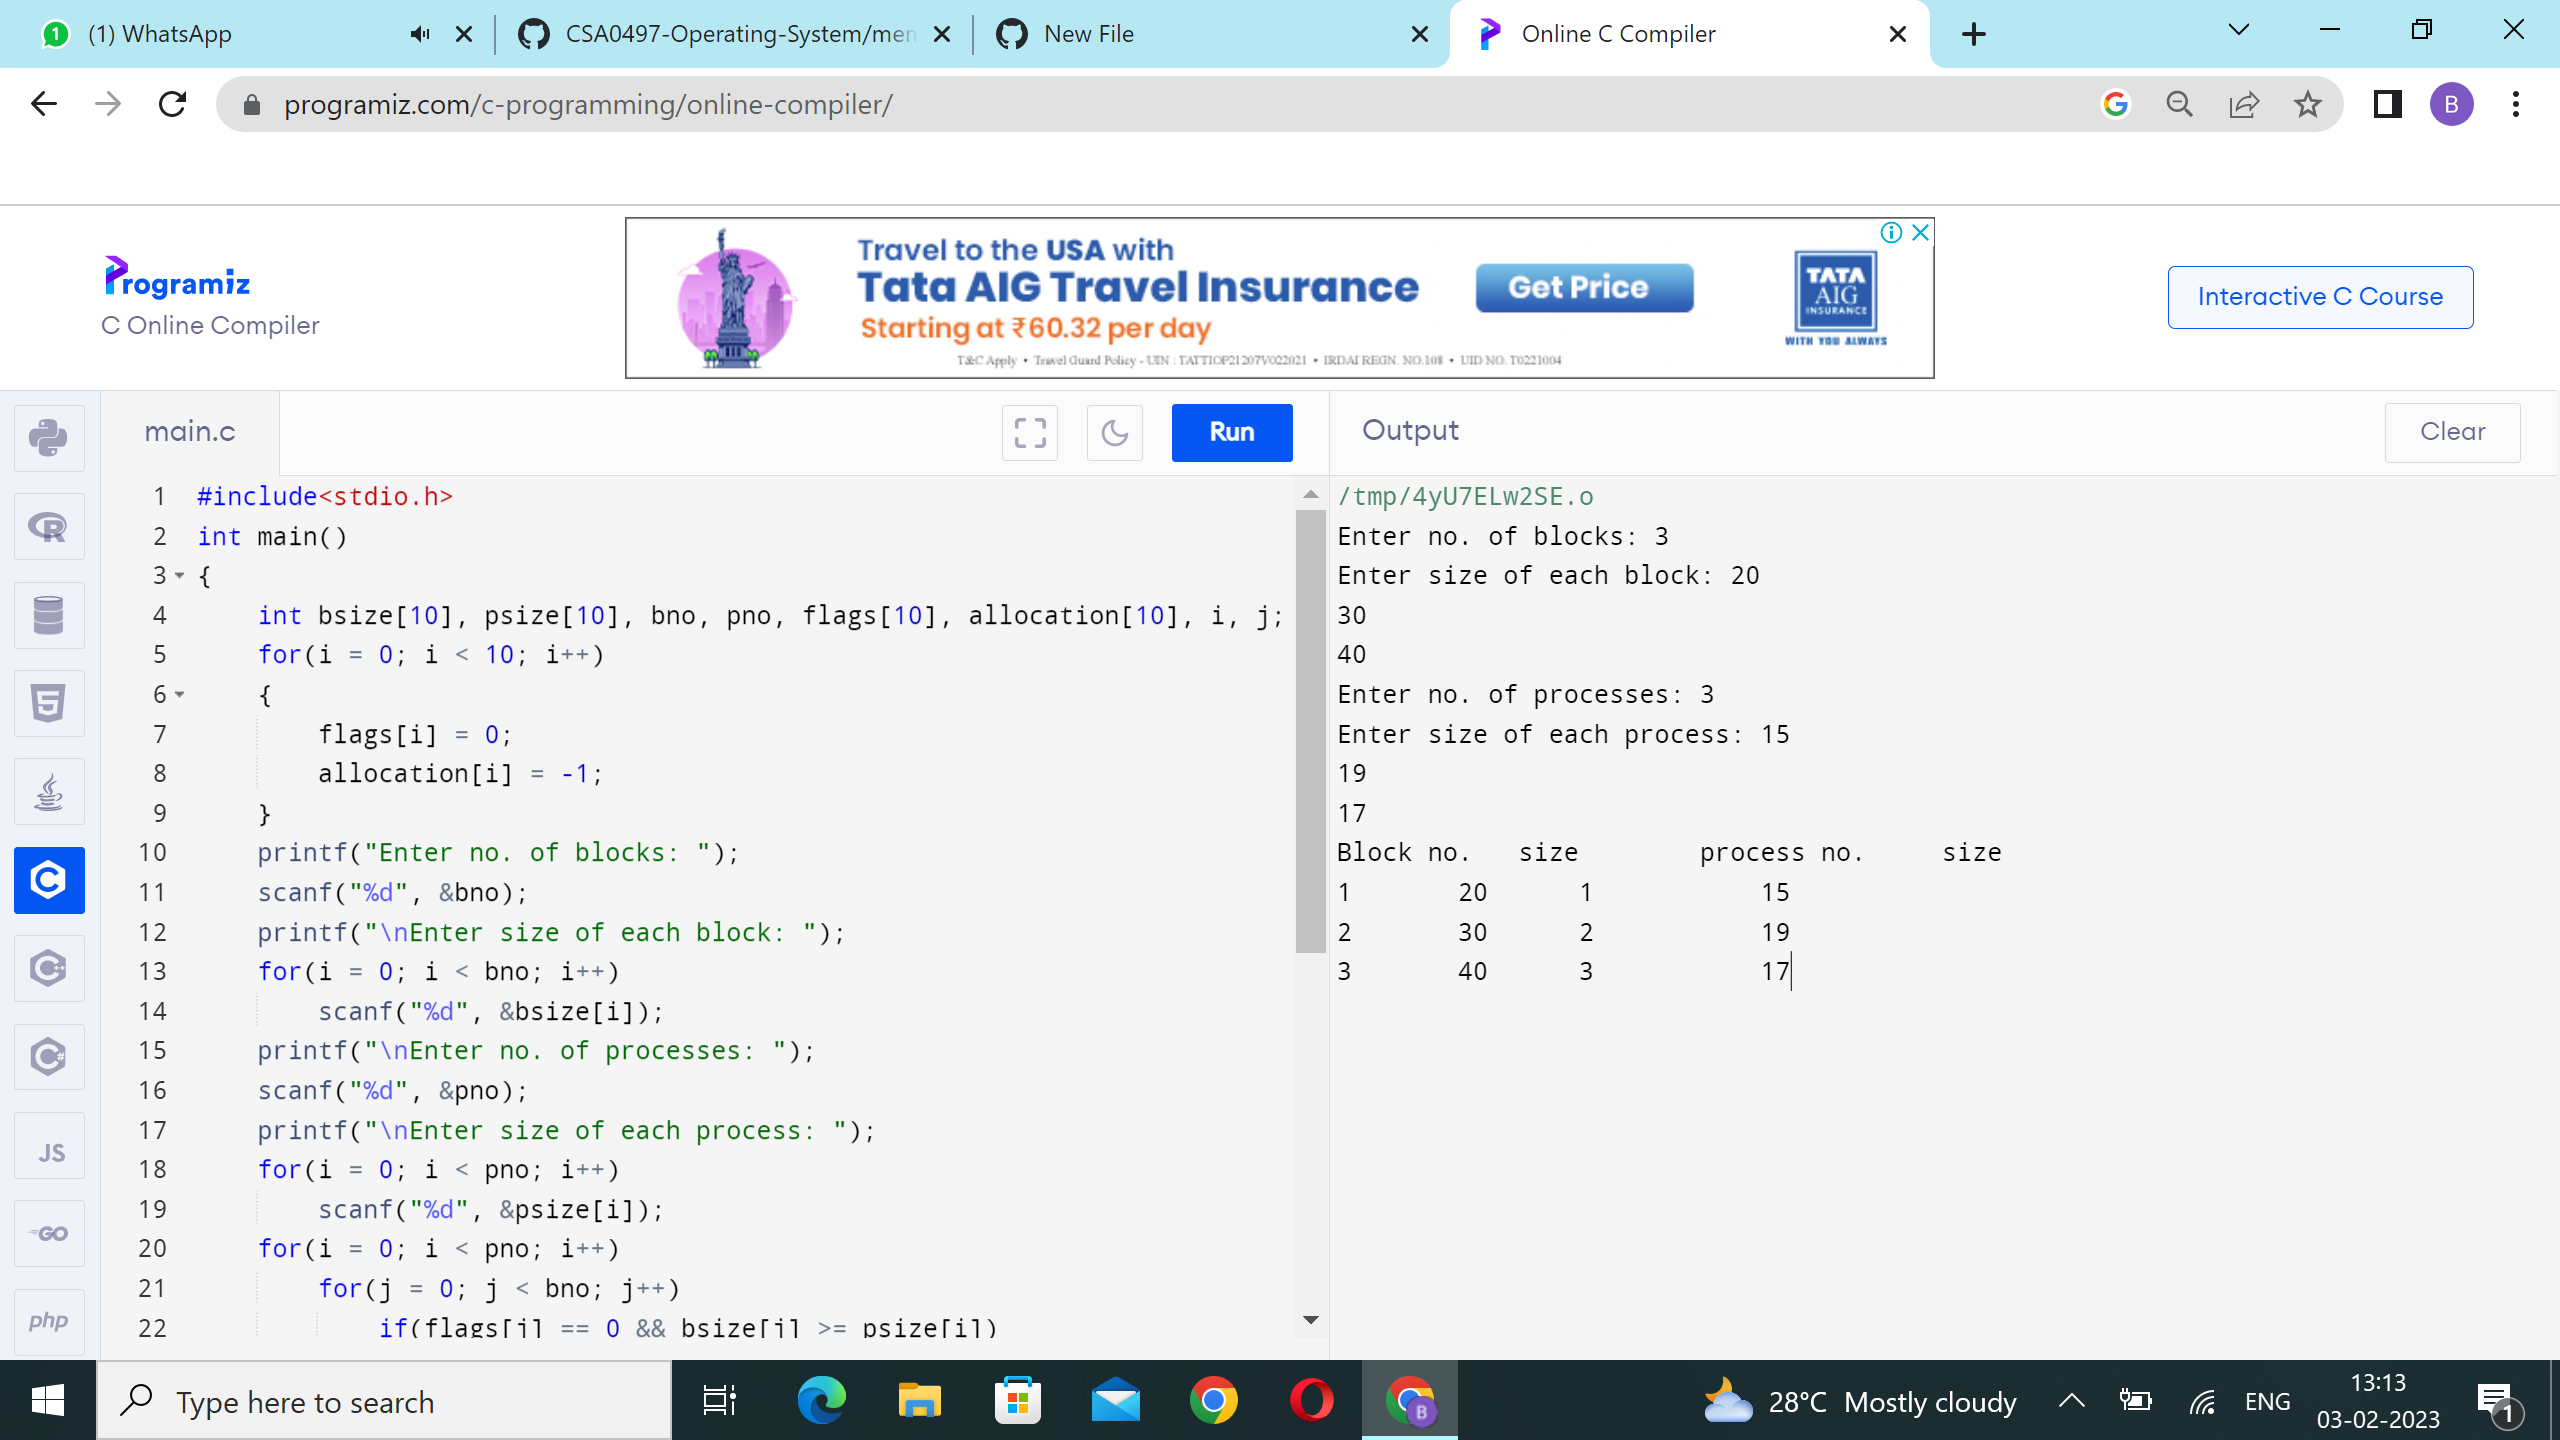 1 (1) WhatsApp
CSA0497-Operating-System/mem
New File
Online C Compiler
programiz.com/c-programming/online-compiler/
B
Programiz
C Online Compiler
Travel to the USA with
Tata AIG Travel Insurance
Starting at ₹60.32 per day
T&C Apply • Travel Guard Policy - UIN : TATTIOP21207V022021 • IRDAI REGN. NO.108 • UID NO. T0221004
Get Price
TATA
AIG
INSURANCE
WITH YOU ALWAYS
Interactive C Course
main.c
Run
Output
Clear
1 #include<stdio.h>
2 int main()
3 {
4 int bsize[10], psize[10], bno, pno, flags[10], allocation[10], i, j;
5 for(i = 0; i < 10; i++)
6 {
7 flags[i] = 0;
8 allocation[i] = -1;
9 }
10 printf("Enter no. of blocks: ");
11 scanf("%d", &bno);
12 printf("\nEnter size of each block: ");
13 for(i = 0; i < bno; i++)
14 scanf("%d", &bsize[i]);
15 printf("\nEnter no. of processes: ");
16 scanf("%d", &pno);
17 printf("\nEnter size of each process: ");
18 for(i = 0; i < pno; i++)
19 scanf("%d", &psize[i]);
20 for(i = 0; i < pno; i++)
21 for(j = 0; j < bno; j++)
22 if(flags[j] == 0 && bsize[j] >= psize[i])
/tmp/4yU7ELw2SE.o
Enter no. of blocks: 3
Enter size of each block: 20
30
40
Enter no. of processes: 3
Enter size of each process: 15
19
17
Block no. size process no. size
1 20 1 15
2 30 2 19
3 40 3 17
JS
GO
php
Type here to search
28°C Mostly cloudy
ENG
13:13
03-02-2023
1